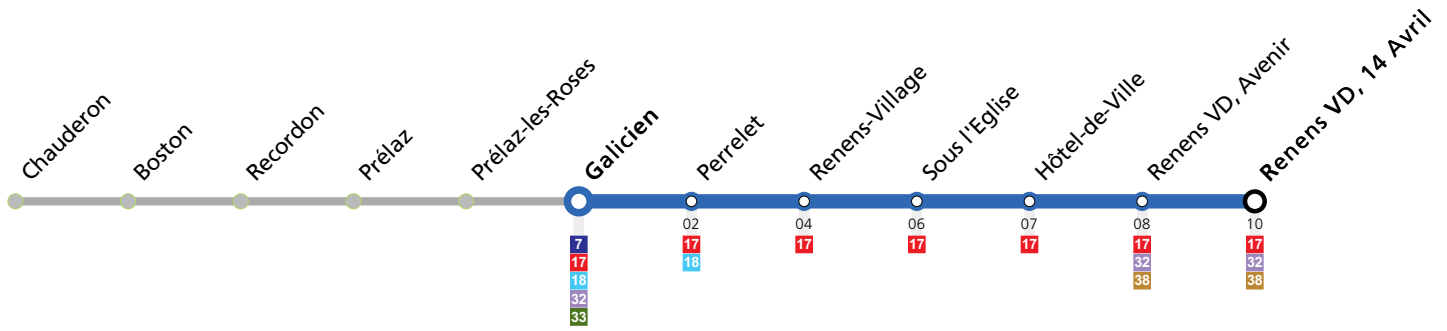 Chauderon
Boston
Recordon
Prélaz
Prélaz-les-Roses
Galicien
Perrelet
Renens-Village
Sous l'Eglise
Hôtel-de-Ville
Renens VD, Avenir
Renens VD, 14 Avril
02 04 06 07 08 10
7 17 17 17 17 17 17
17 18 32 32
18 38 38
32
33